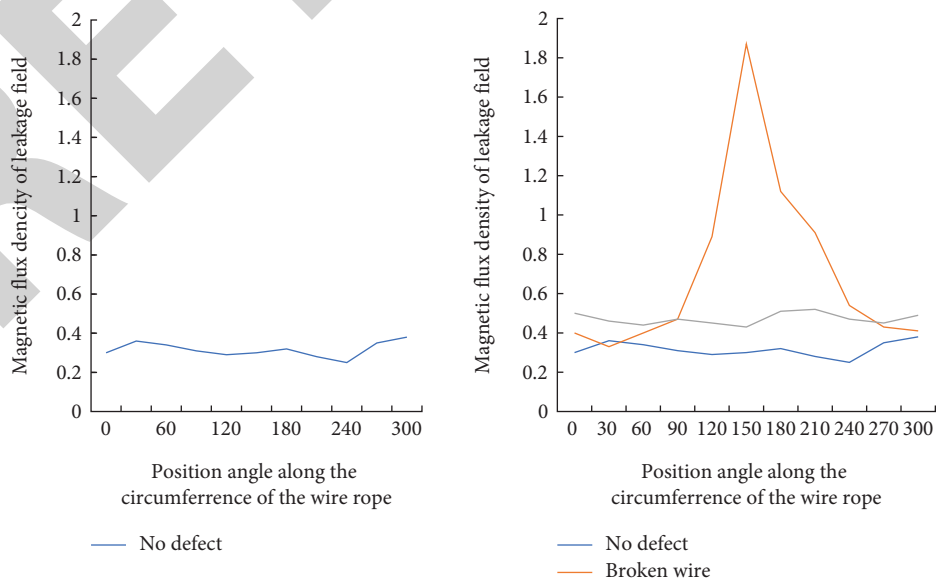 Magnetic flux dencity of leakage field
2
1.8
1.6
1.4
1.2
1
0.8
0.6
0.4
0.2
0
0 60 120 180 240 300
Position angle along the
circumferrence of the wire rope
No defect
Magnetic flux density of leakage field
2
1.8
1.6
1.4
1.2
1
0.8
0.6
0.4
0.2
0
0 30 60 90 120 150 180 210 240 270 300
Position angle along the
circumferrence of the wire rope
No defect
Broken wire